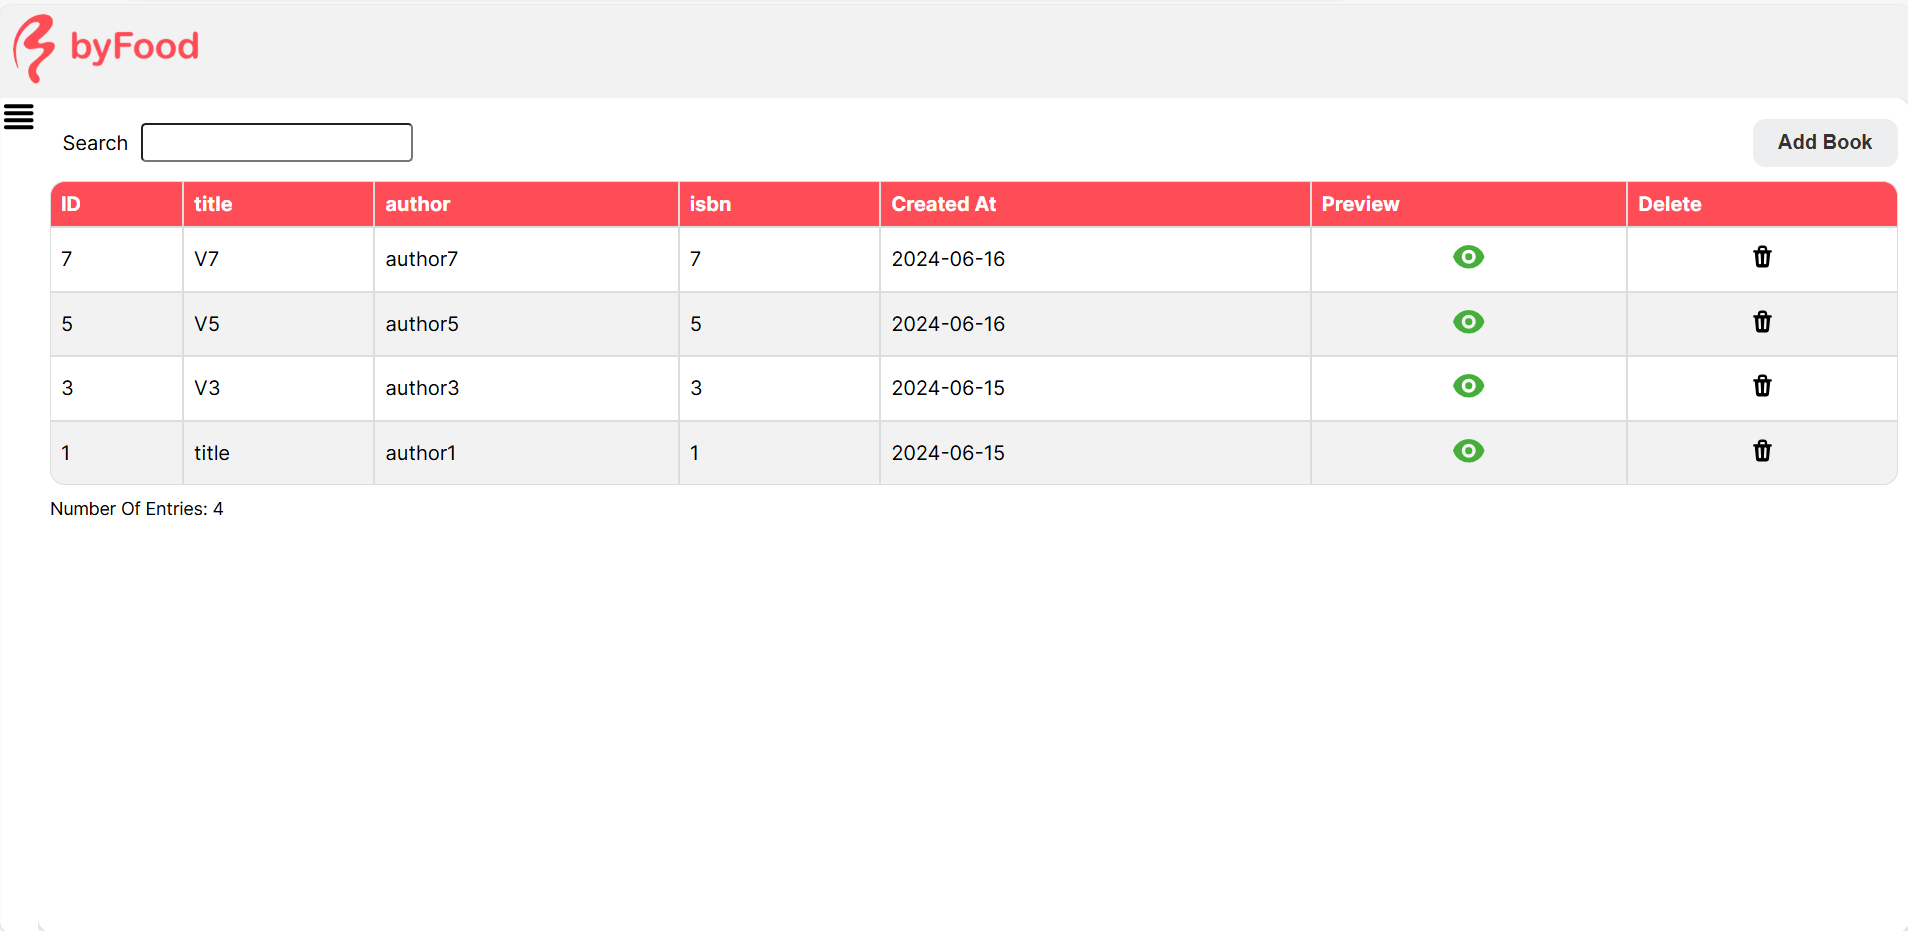 byFood
Search
Add Book
ID title author isbn Created At Preview Delete
7 V7 author7 7 2024-06-16
5 V5 author5 5 2024-06-16
3 V3 author3 3 2024-06-15
1 title author1 1 2024-06-15
Number Of Entries: 4